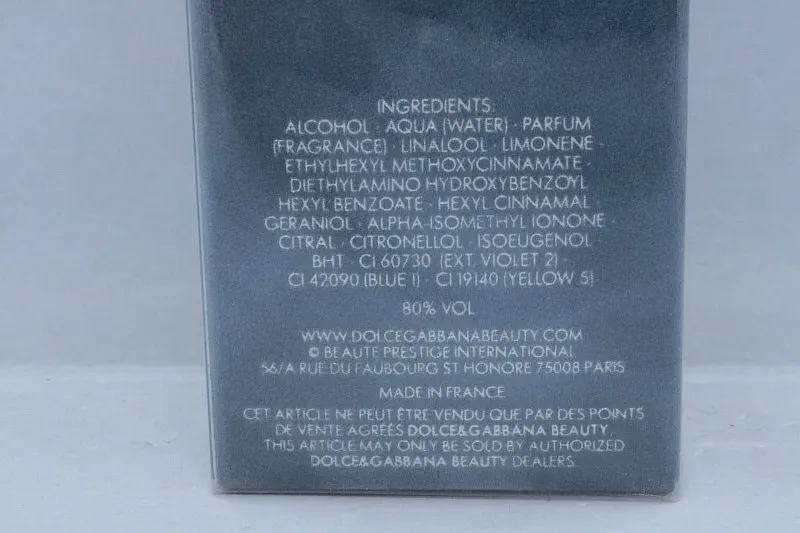 INGREDIENTS:
ALCOHOL · AQUA (WATER) · PARFUM
(FRAGRANCE) · LINALOOL · LIMONENE ·
ETHYLHEXYL METHOXYCINNAMATE ·
DIETHYLAMINO HYDROXYBENZOYL
HEXYL BENZOATE · HEXYL CINNAMAL
GERANIOL · ALPHA-ISOMETHYL IONONE ·
CITRAL · CITRONELLOL · ISOEUGENOL
BHT · CI 60730 (EXT. VIOLET 2) ·
CI 42090 (BLUE 1) · CI 19140 (YELLOW 5)
80% VOL
WWW.DOLCEGABBANABEAUTY.COM
© BEAUTE PRESTIGE INTERNATIONAL
56/A RUE DU FAUBOURG ST HONORE 75008 PARIS
MADE IN FRANCE
CET ARTICLE NE PEUT ÊTRE VENDU QUE PAR DES POINTS
DE VENTE AGRÉÉS DOLCE&GABBANA BEAUTY.
THIS ARTICLE MAY ONLY BE SOLD BY AUTHORIZED
DOLCE&GABBANA BEAUTY DEALERS.